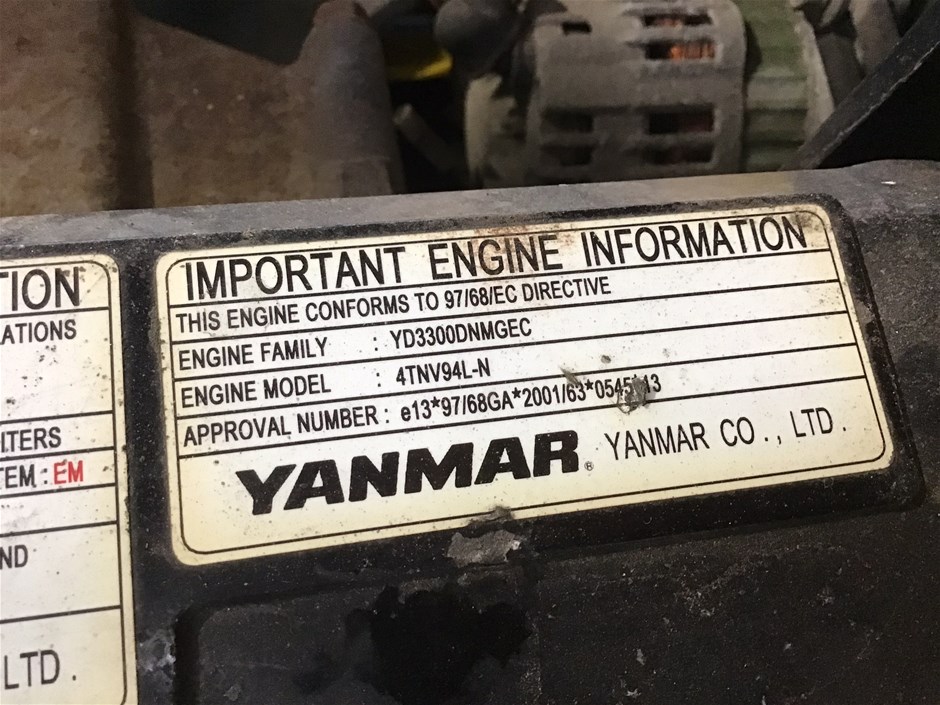 TION
ATIONS
ITERS
TEM : EM
ND
LTD .
IMPORTANT ENGINE INFORMATION
THIS ENGINE CONFORMS TO 97/68/EC DIRECTIVE
ENGINE FAMILY : YD3300DNMGEC
ENGINE MODEL : 4TNV94L-N
APPROVAL NUMBER : e13*97/68GA*2001/63*0545*13
YANMAR® YANMAR CO . , LTD .